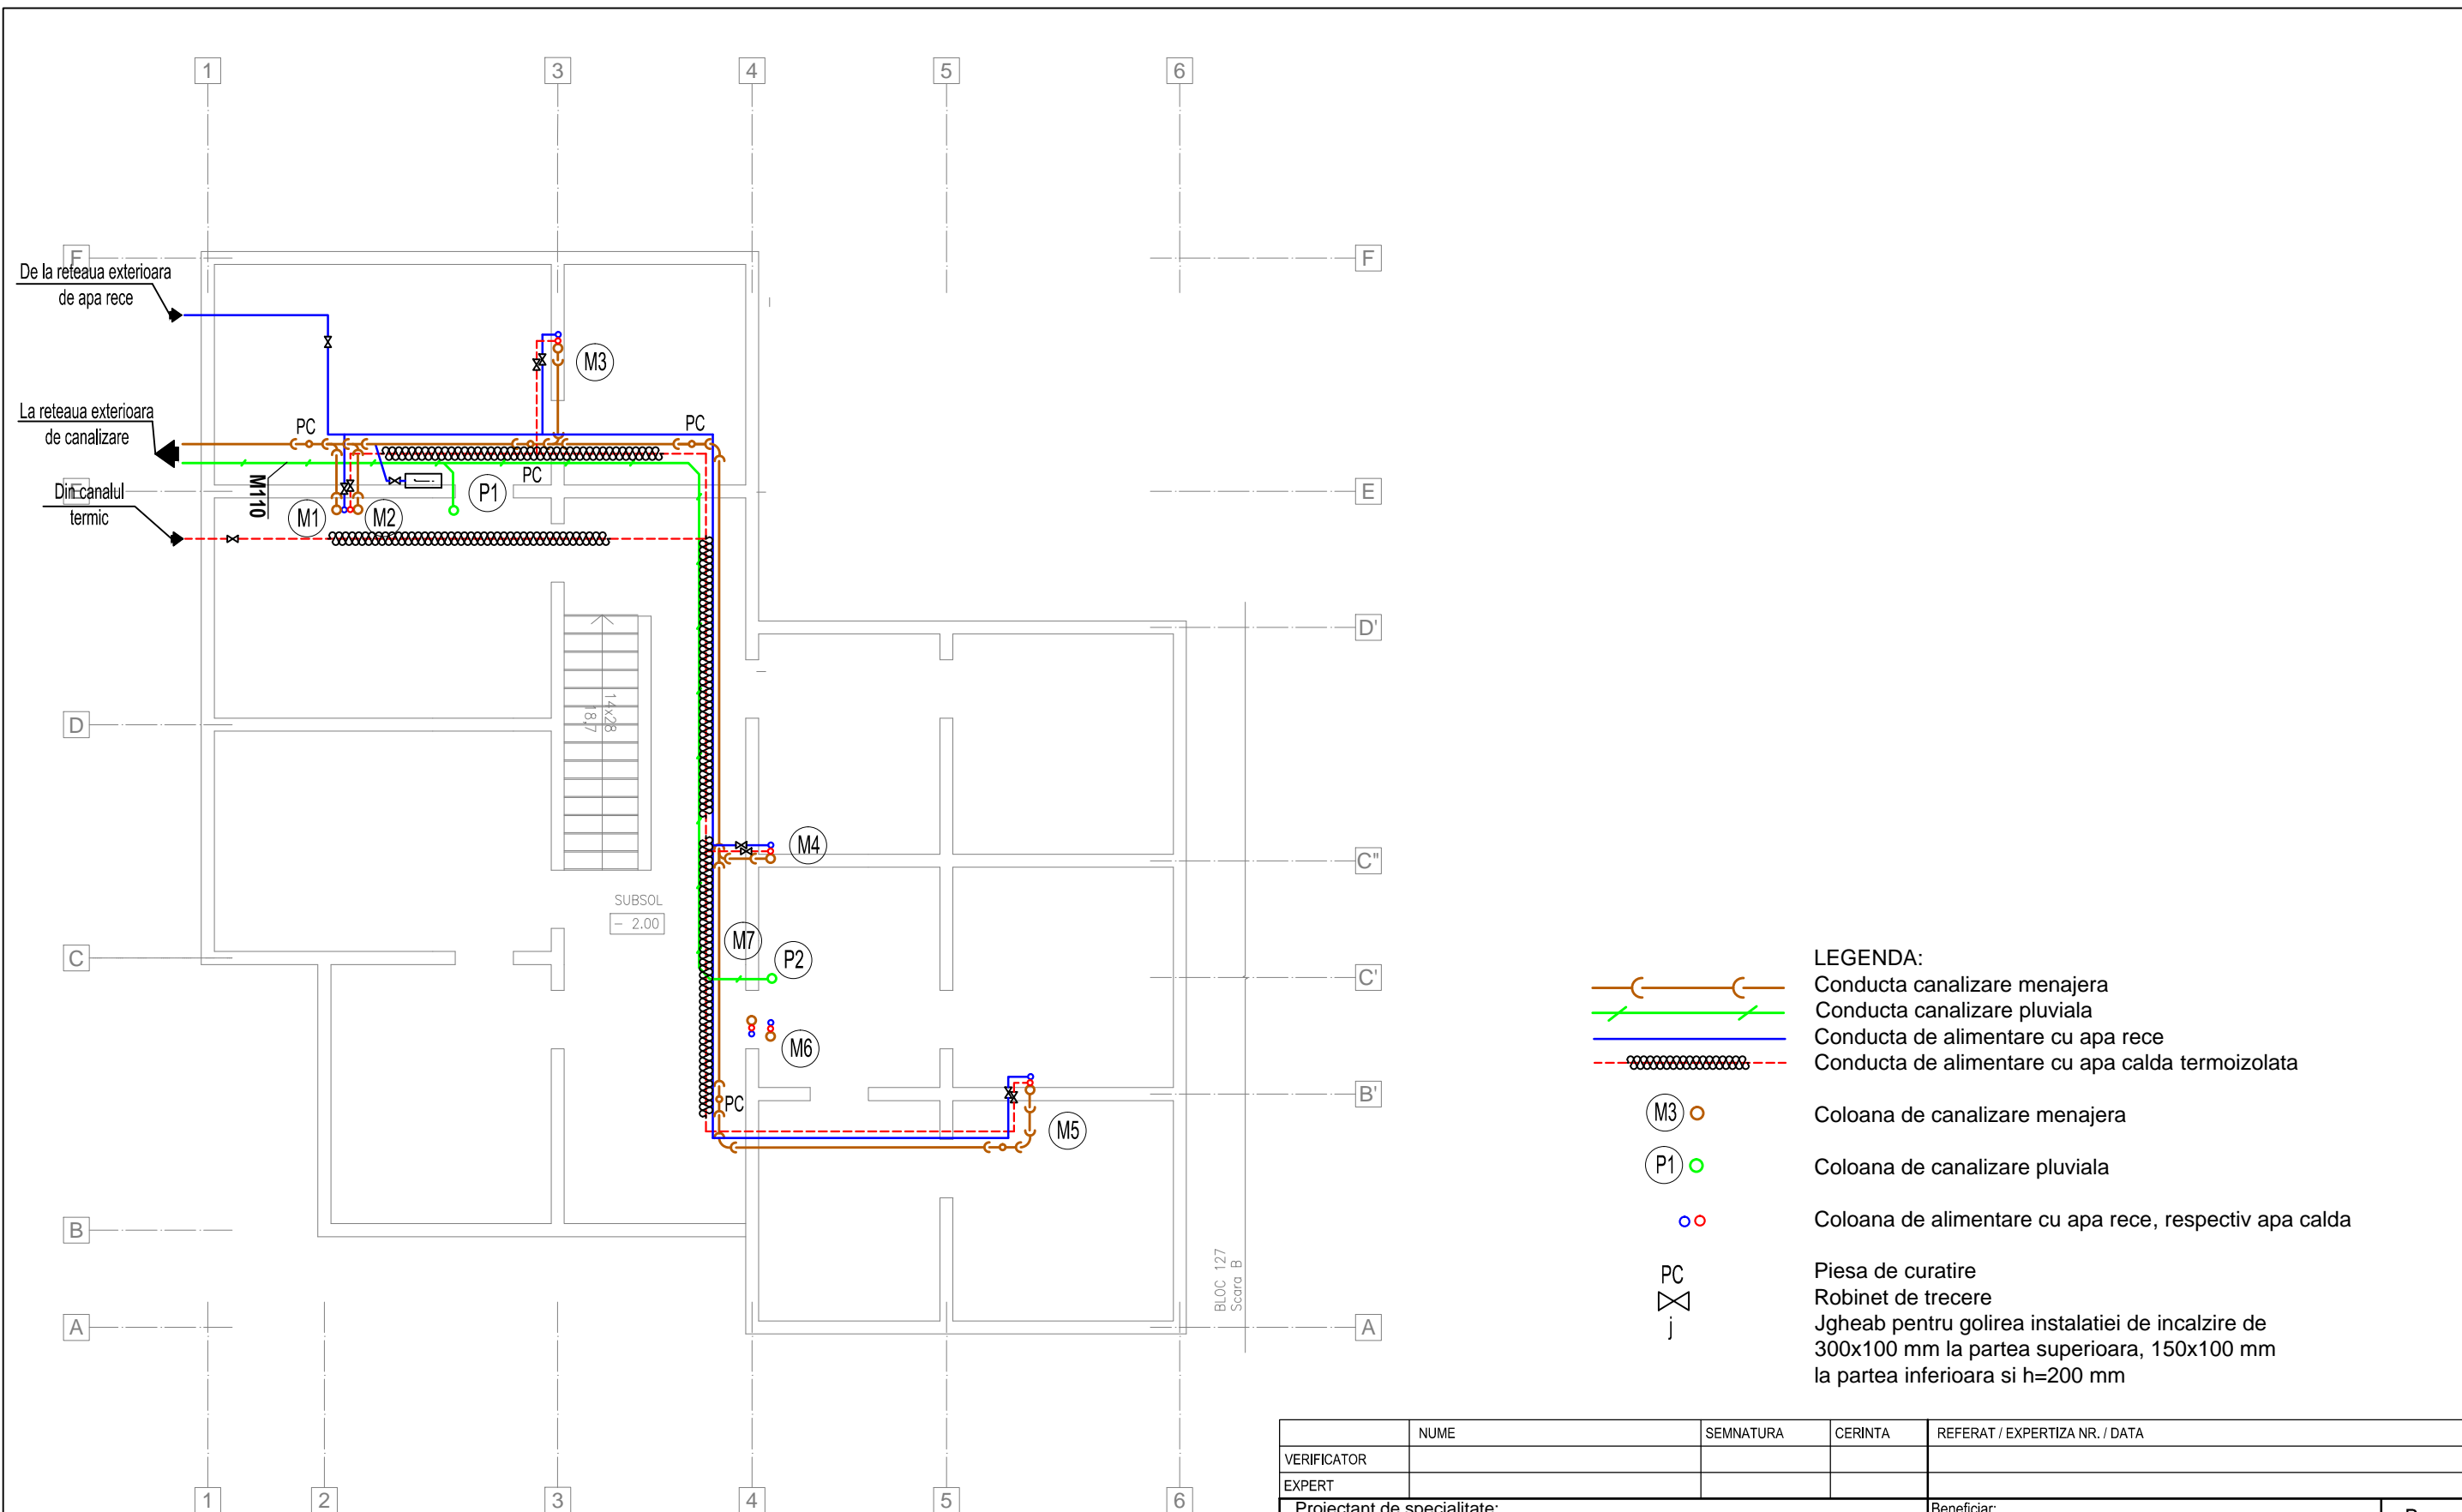 1
3
4
5
6
F
F
De la reteaua exterioara
de apa rece
M3
La reteaua exterioara
de canalizare
PC
PC
PC
j
M110
P1
E
E
Din canalul
termic
M1
M2
D'
14x28
18,7
D
M4
C"
SUBSOL
- 2.00
M7
P2
C
C'
M6
PC
B'
M5
B
BLOC 127
Scara B
A
A
1
2
3
4
5
6
LEGENDA:
Conducta canalizare menajera
Conducta canalizare pluviala
Conducta de alimentare cu apa rece
Conducta de alimentare cu apa calda termoizolata
M3 Coloana de canalizare menajera
P1 Coloana de canalizare pluviala
Coloana de alimentare cu apa rece, respectiv apa calda
PC Piesa de curatire
Robinet de trecere
j Jgheab pentru golirea instalatiei de incalzire de
300x100 mm la partea superioara, 150x100 mm
la partea inferioara si h=200 mm
NUME SEMNATURA CERINTA REFERAT / EXPERTIZA NR. / DATA
VERIFICATOR
EXPERT
Proiectant de specialitate: Beneficiar: